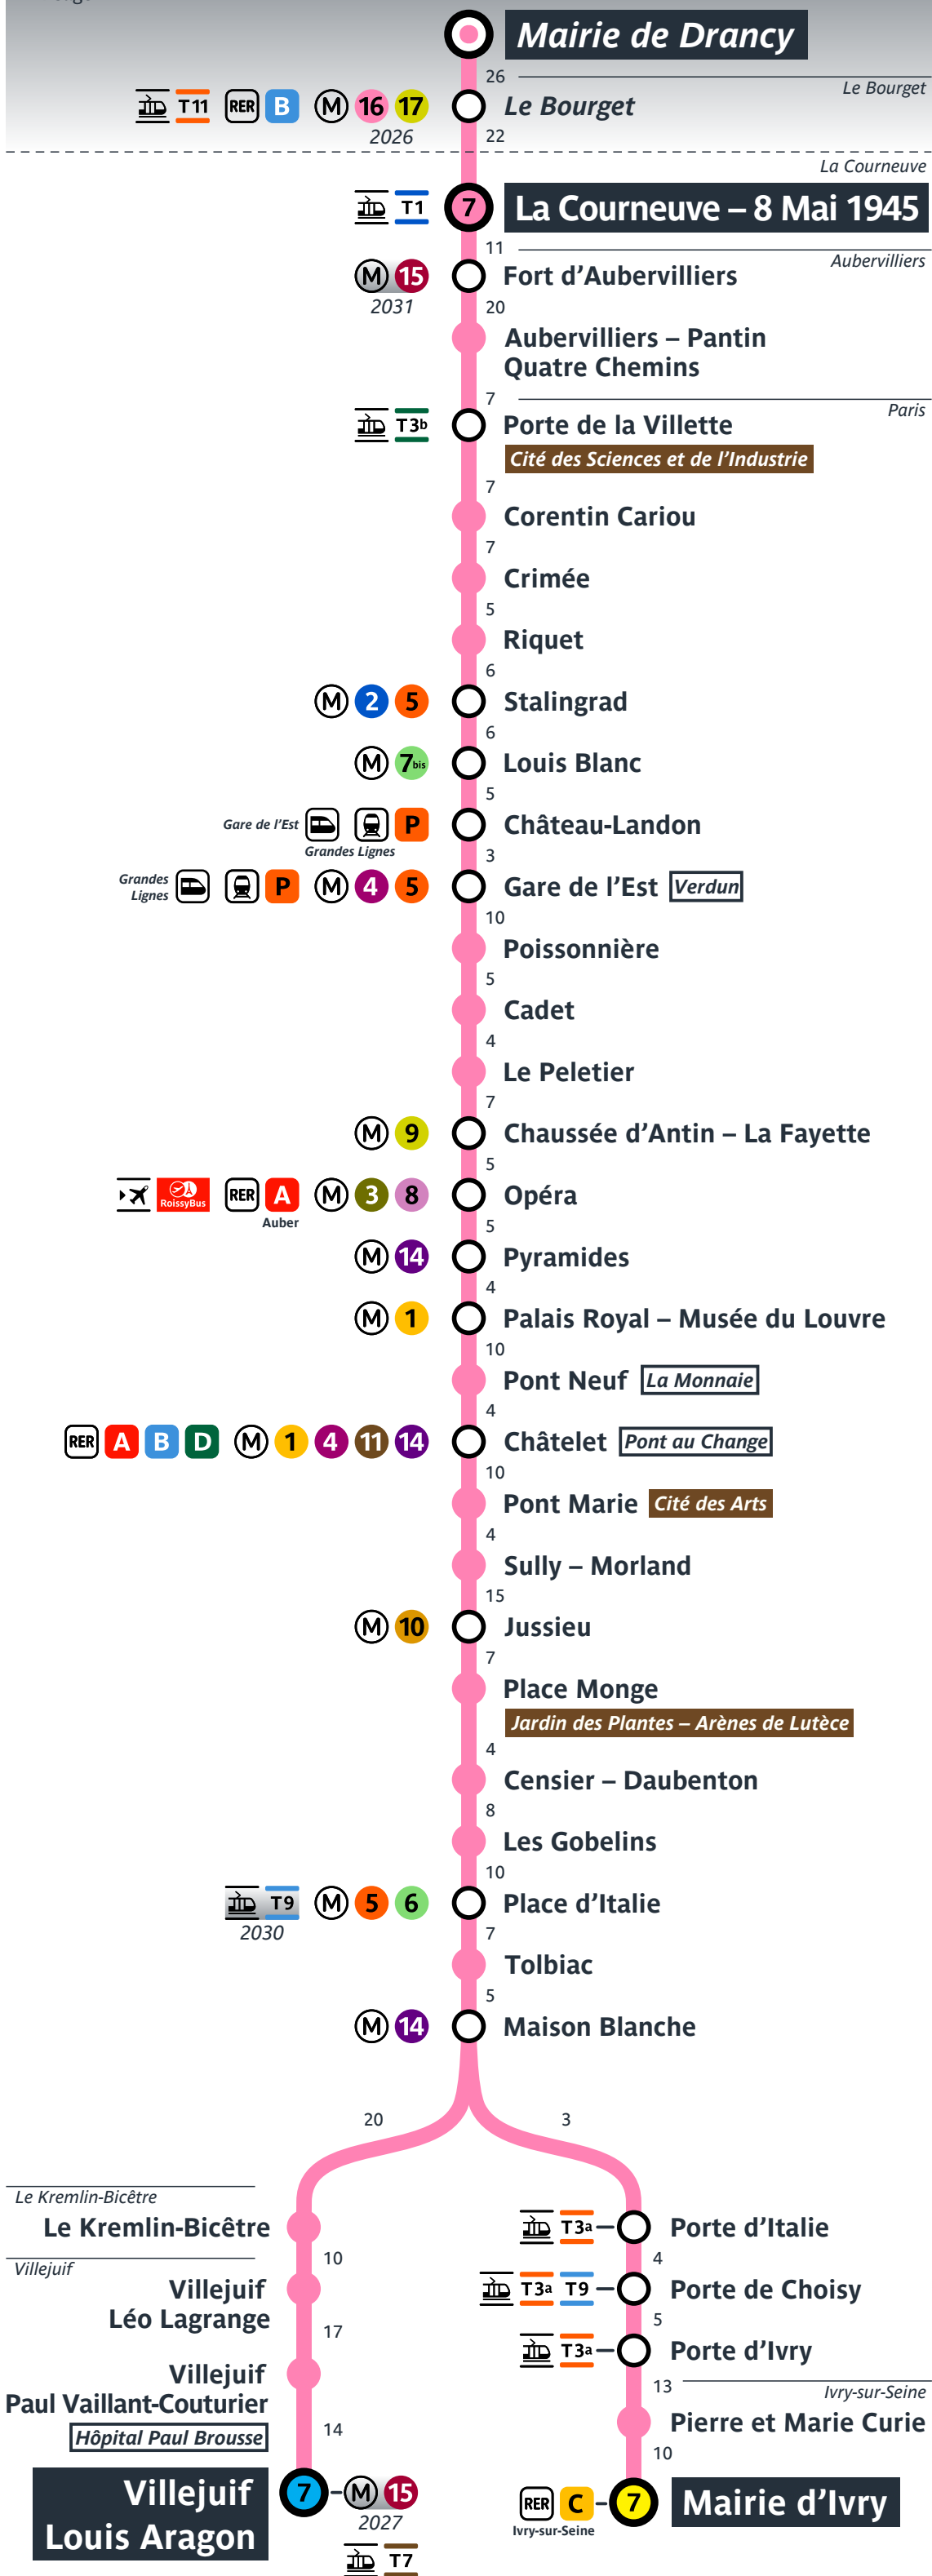 Mairie de Drancy
26
Le Bourget
T11 RER B M 16 17 Le Bourget
2026
22
La Courneuve
T1 7 La Courneuve – 8 Mai 1945
11
Aubervilliers
M 15 Fort d'Aubervilliers
2031
20
Aubervilliers – Pantin
Quatre Chemins
7
Paris
T3b Porte de la Villette
Cité des Sciences et de l'Industrie
7
Corentin Cariou
7
Crimée
5
Riquet
6
M 2 5 Stalingrad
6
M 7bis Louis Blanc
5
Gare de l'Est P Château-Landon
Grandes Lignes
3
Grandes
Lignes
P M 4 5 Gare de l'Est Verdun
10
Poissonnière
5
Cadet
4
Le Peletier
7
M 9 Chaussée d'Antin – La Fayette
5
RoissyBus RER A M 3 8 Opéra
Auber
5
M 14 Pyramides
4
M 1 Palais Royal – Musée du Louvre
10
Pont Neuf La Monnaie
4
RER A B D M 1 4 11 14 Châtelet Pont au Change
10
Pont Marie Cité des Arts
4
Sully – Morland
15
M 10 Jussieu
7
Place Monge
Jardin des Plantes – Arènes de Lutèce
4
Censier – Daubenton
8
Les Gobelins
10
T9 M 5 6 Place d'Italie
2030
7
Tolbiac
5
M 14 Maison Blanche
20
3
Le Kremlin-Bicêtre
Le Kremlin-Bicêtre
10
Villejuif
Villejuif
Léo Lagrange
17
Villejuif
Paul Vaillant-Couturier
Hôpital Paul Brousse
14
Villejuif
Louis Aragon
7 M 15
2027
T7
T3a Porte d'Italie
4
T3a T9 Porte de Choisy
5
T3a Porte d'Ivry
13
Ivry-sur-Seine
Pierre et Marie Curie
10
RER C 7 Mairie d'Ivry
Ivry-sur-Seine